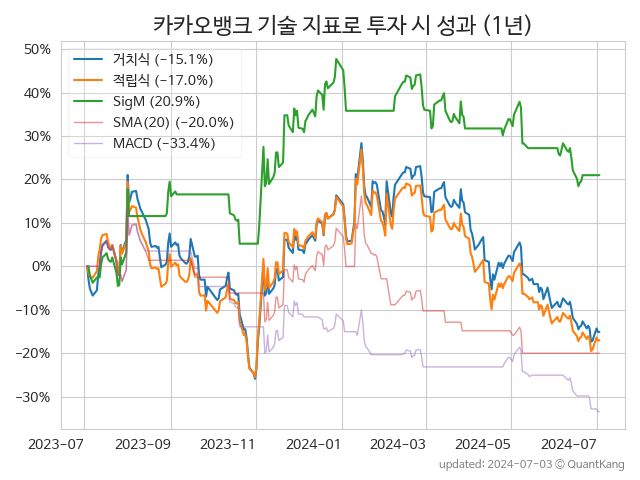 카카오뱅크 기술 지표로 투자 시 성과 (1년)
50%
40%
30%
20%
10%
0%
−10%
−20%
−30%
거치식 (−15.1%)
적립식 (−17.0%)
SigM (20.9%)
SMA(20) (−20.0%)
MACD (−33.4%)
2023-07
2023-09
2023-11
2024-01
2024-03
2024-05
2024-07
updated: 2024-07-03 © QuantKang